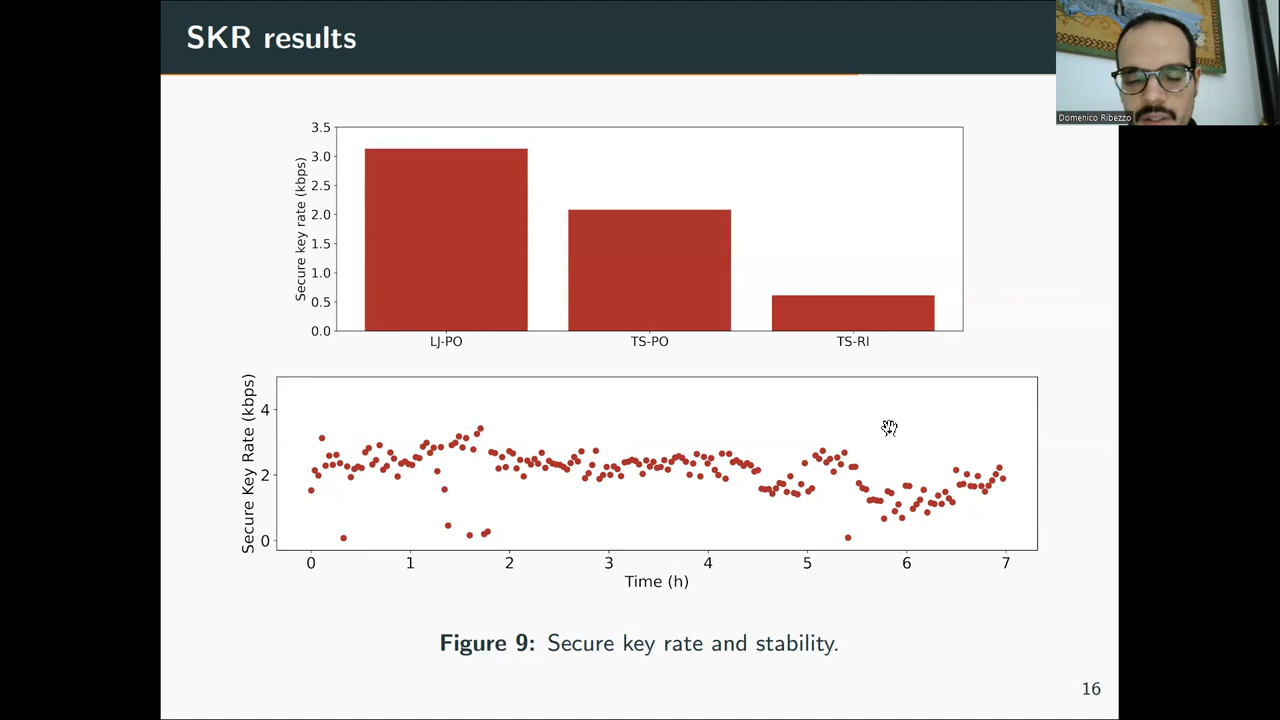 SKR results
Domenico Ribezzo
3.5
3.0
2.5
2.0
1.5
1.0
0.5
0.0
Secure key rate (kbps)
LJ-PO TS-PO TS-RI
4
2
0
Secure Key Rate (kbps)
0 1 2 3 4 5 6 7
Time (h)
Figure 9: Secure key rate and stability.
16